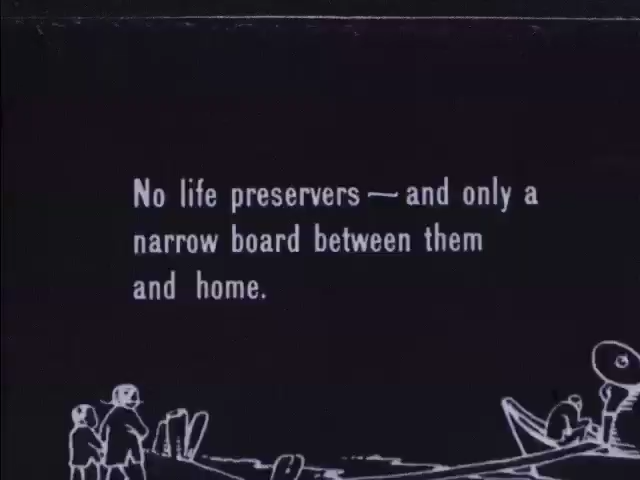 No life preservers — and only a
narrow board between them
and home.